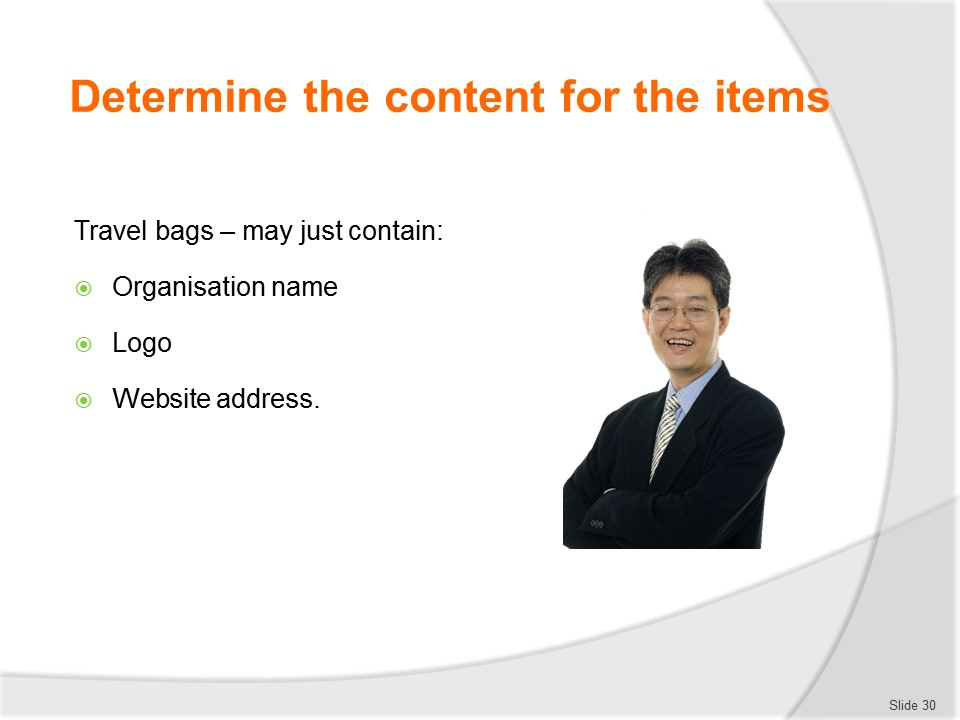 Determine the content for the items
Travel bags – may just contain:
Organisation name
Logo
Website address.
Slide 30